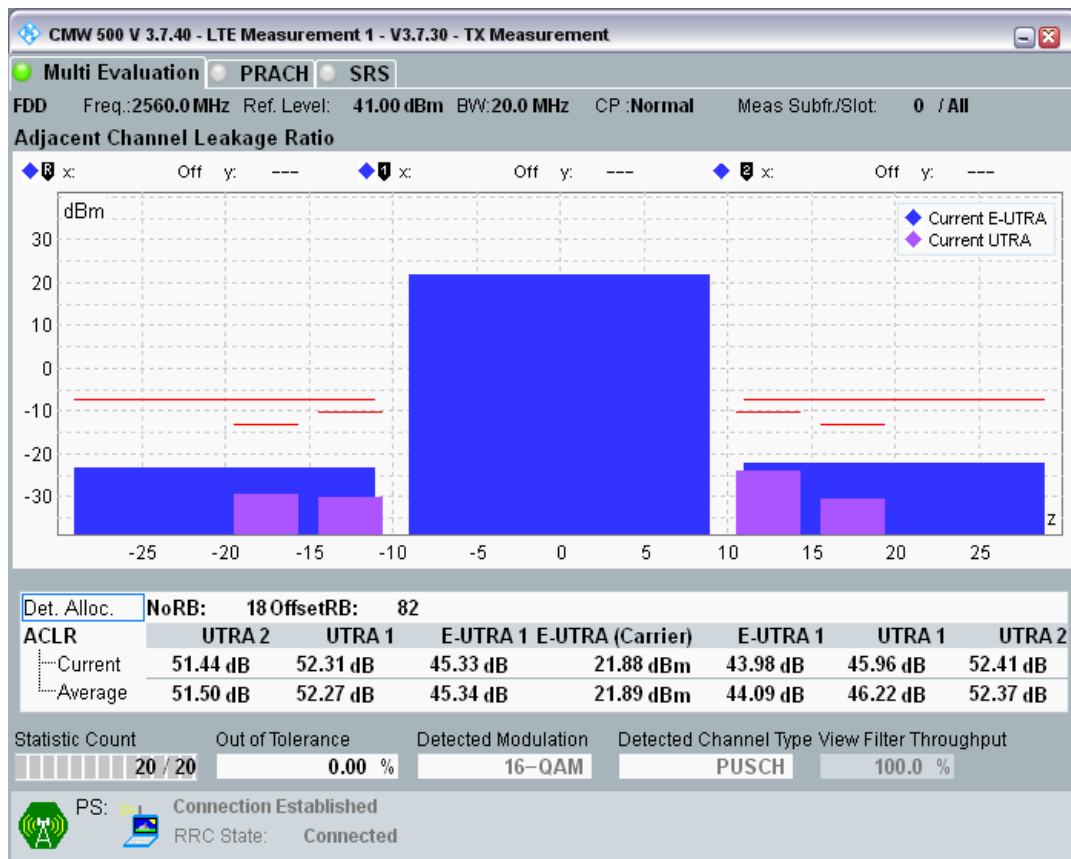 CMW 500 V 3.7.40 - LTE Measurement 1 - V3.7.30 - TX Measurement
Multi Evaluation PRACH SRS
FDD Freq.:2560.0 MHz Ref. Level: 41.00 dBm BW:20.0 MHz CP :Normal Meas Subfr./Slot: 0 / All
Adjacent Channel Leakage Ratio
R x: Off y: --- 1 x: Off y: --- 2 x: Off y: ---
dBm
Current E-UTRA
Current UTRA
30
20
10
0
-10
-20
-30
z
-25 -20 -15 -10 -5 0 5 10 15 20 25
Det. Alloc. NoRB: 18 OffsetRB: 82
ACLR UTRA 2 UTRA 1 E-UTRA 1 E-UTRA (Carrier) E-UTRA 1 UTRA 1 UTRA 2
Current 51.44 dB 52.31 dB 45.33 dB 21.88 dBm 43.98 dB 45.96 dB 52.41 dB
Average 51.50 dB 52.27 dB 45.34 dB 21.89 dBm 44.09 dB 46.22 dB 52.37 dB
Statistic Count Out of Tolerance Detected Modulation Detected Channel Type View Filter Throughput
20 / 20 0.00 % 16-QAM PUSCH 100.0 %
PS: Connection Established
RRC State: Connected